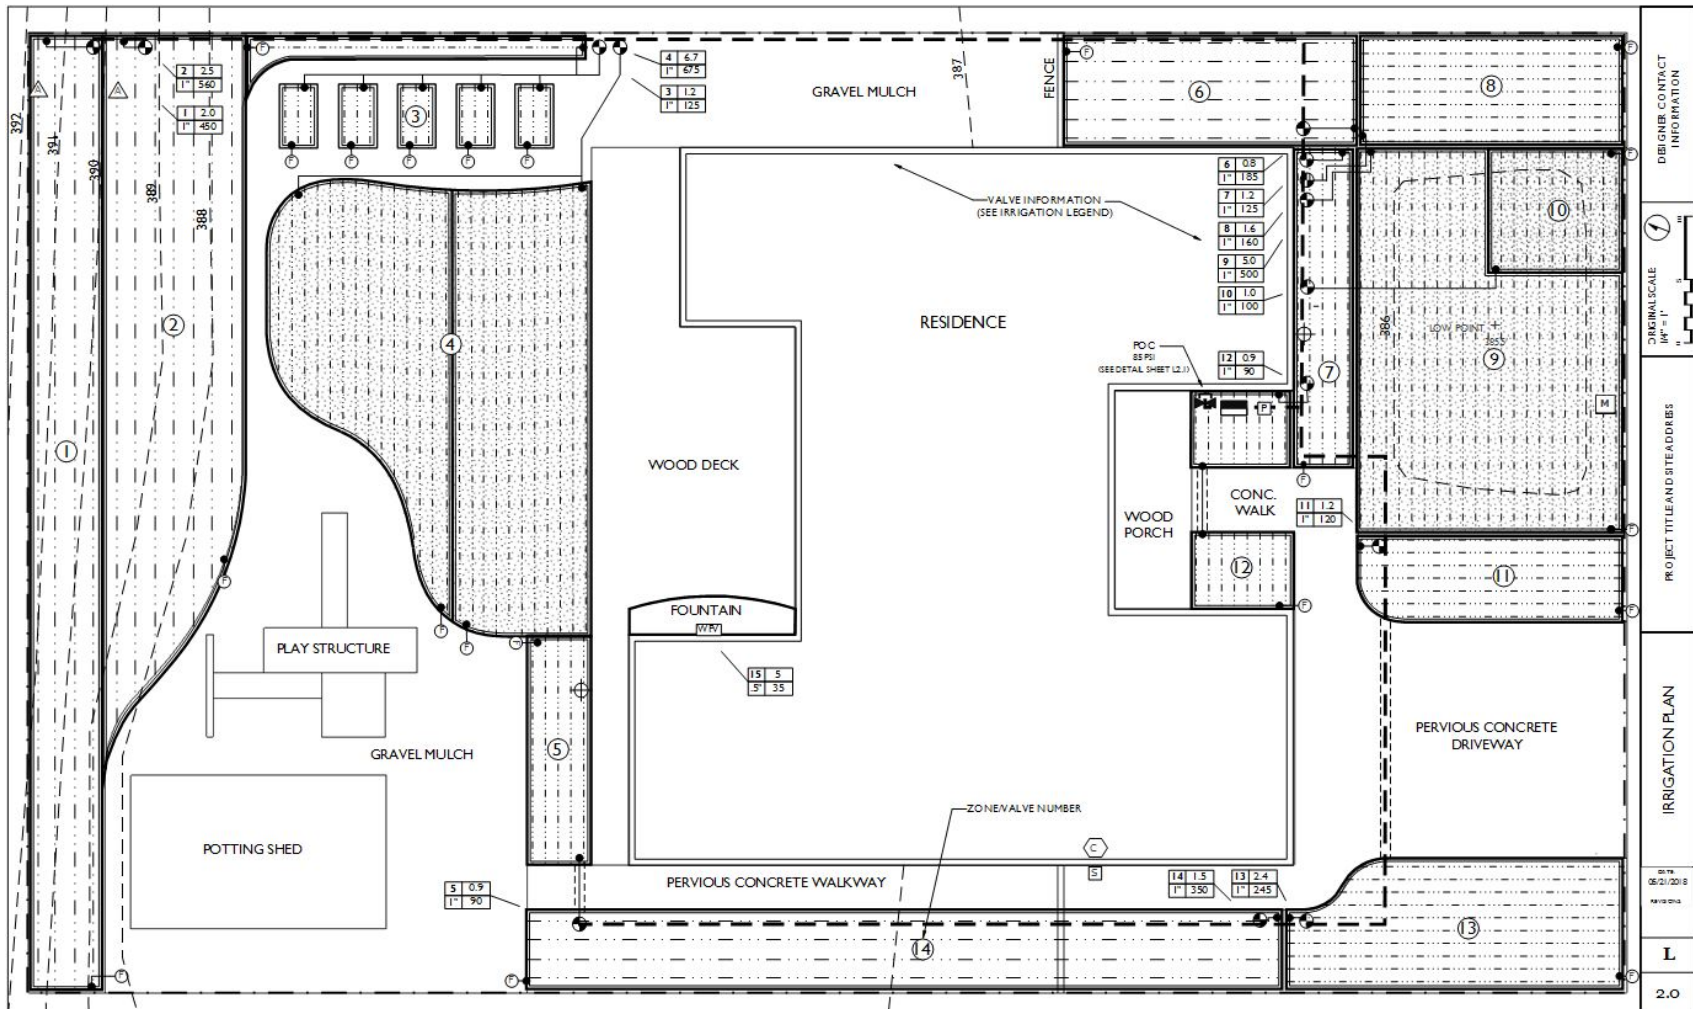 392
391
390
389
388
387
386
A
A
2 2.5
1" 560
1 2.0
1" 450
F
4 6.7
1" 675
3 1.2
1" 125
GRAVEL MULCH
FENCE
F
6
8
F
3
F
F
F
F
F
VALVE INFORMATION
(SEE IRRIGATION LEGEND)
6 0.8
1" 185
7 1.2
1" 125
8 1.6
1" 160
9 5.0
1" 500
10 1.0
1" 100
12 0.9
1" 90
F
10
2
4
RESIDENCE
LOW POINT
9
7
POC
85 PSI
(SEE DETAIL SHEET L2.1)
P
M
1
WOOD DECK
WOOD
PORCH
CONC.
WALK
F
11 1.2
1" 120
F
12
F
11
F
F
FOUNTAIN
WFV
F
F
PLAY STRUCTURE
15 5
.5" 35
5
GRAVEL MULCH
PERVIOUS CONCRETE
DRIVEWAY
ZONE/VALVE NUMBER
POTTING SHED
C
S
PERVIOUS CONCRETE WALKWAY
5 0.9
1" 90
14 1.5
1" 350
13 2.4
1" 245
14
13
F
F
F
DESIGNER CONTACT
INFORMATION
ORIGINAL SCALE
1/4" = 1'
PROJECT TITLE AND SITE ADDRESS
IRRIGATION PLAN
DATE:
05/21/2018
REVISIONS:
L
2.0